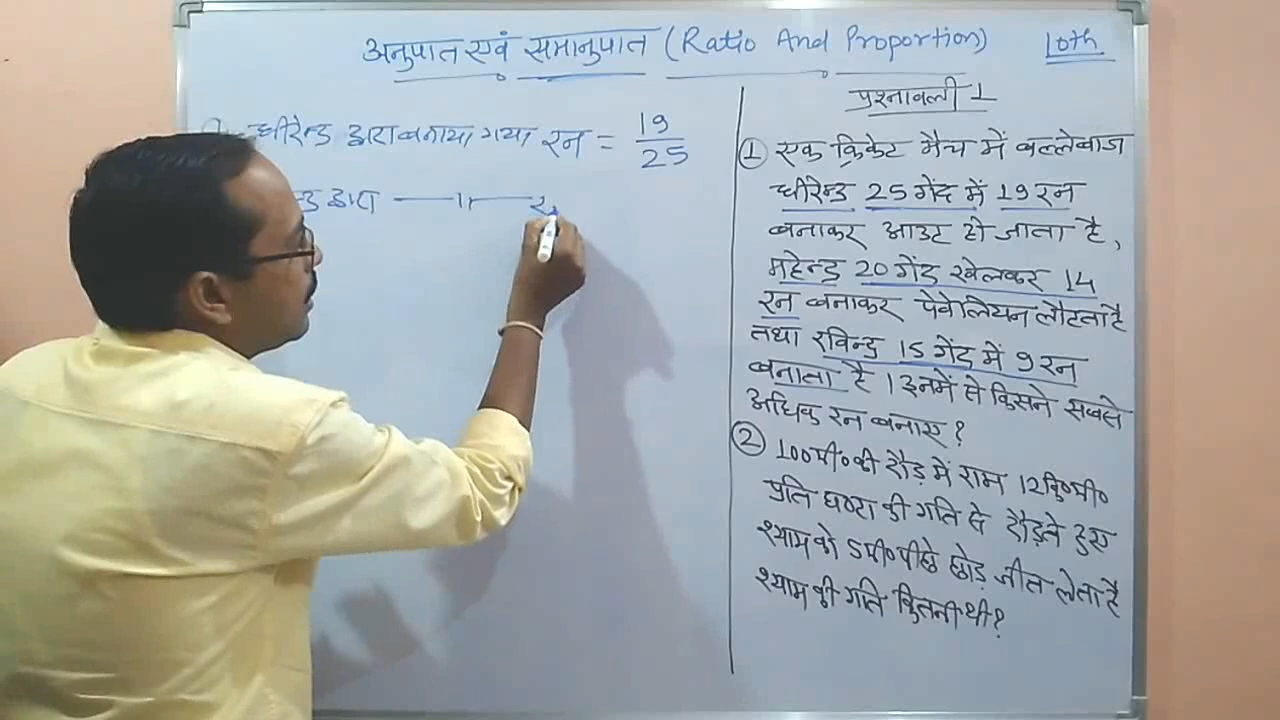 अनुपात एवं समानुपात (Ratio And Proportion)
10th
धीरेन्द्र द्वारा बनाया गया रन = 19/25
द्वारा —〃— र
प्रश्नावली 1
① एक क्रिकेट मैच में बल्लेबाज
धीरेन्द्र 25 गेंद में 19 रन
बनाकर आउट हो जाता है,
महेन्द्र 20 गेंद खेलकर 14
रन बनाकर पेवेलियन लौटता है
तथा रविन्द्र 15 गेंद में 9 रन
बनाता है । इनमें से किसने सबसे
अधिक रन बनाए ?
② 100मी० की दौड़ में राम 12कि०मी०
प्रति घण्टा की गति से दौड़ते हुए
श्याम को 5मी० पीछे छोड़ जीत लेता है
श्याम की गति कितनी थी ?